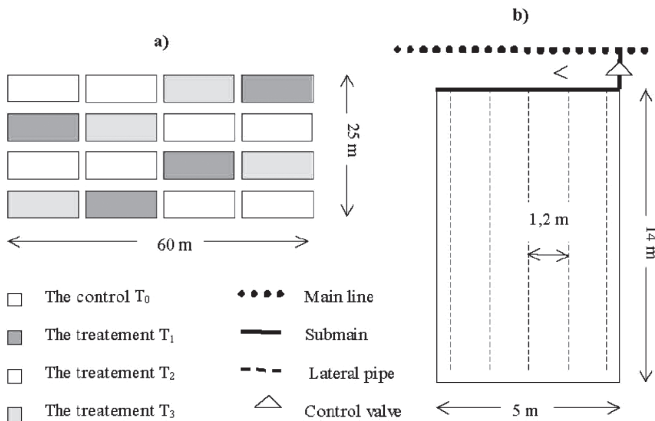 a)
25 m
60 m
The control T₀
The treatement T₁
The treatement T₂
The treatement T₃
Main line
Submain
Lateral pipe
Control valve
b)
1,2 m
14 m
5 m